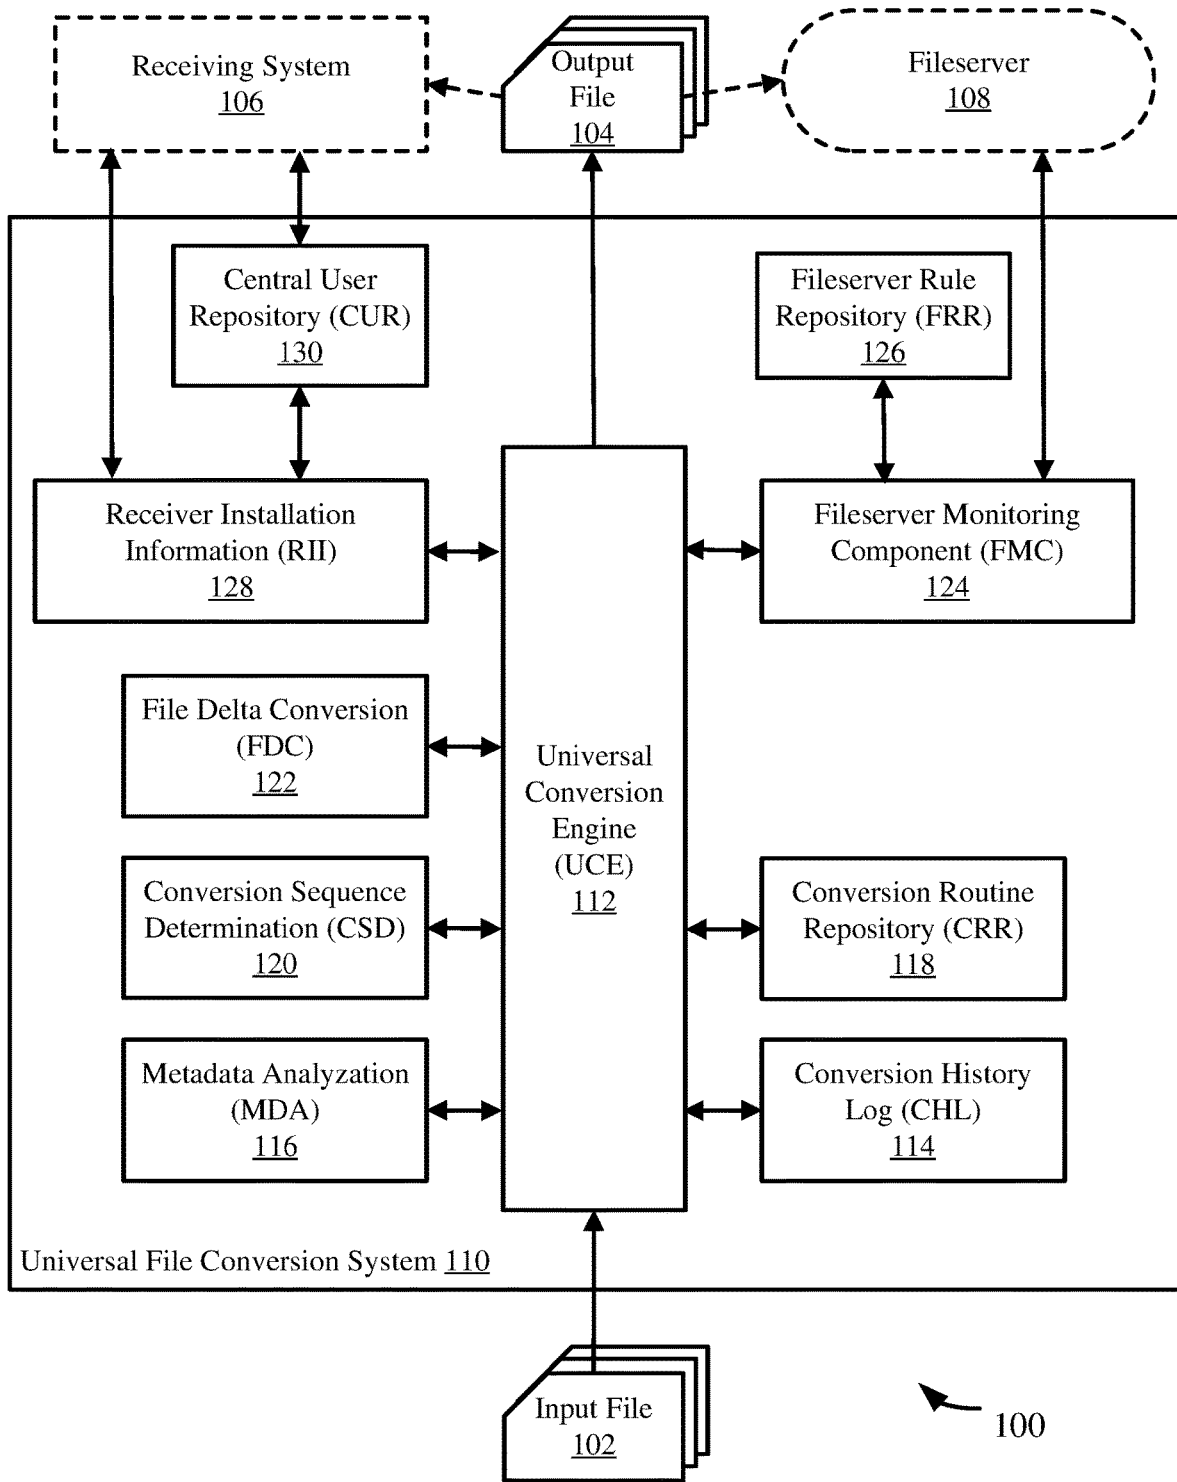 Receiving System
106
Output
File
104
Fileserver
108
Central User
Repository (CUR)
130
Fileserver Rule
Repository (FRR)
126
Receiver Installation
Information (RII)
128
Fileserver Monitoring
Component (FMC)
124
File Delta Conversion
(FDC)
122
Universal
Conversion
Engine
(UCE)
112
Conversion Sequence
Determination (CSD)
120
Conversion Routine
Repository (CRR)
118
Metadata Analyzation
(MDA)
116
Conversion History
Log (CHL)
114
Universal File Conversion System 110
Input File
102
100